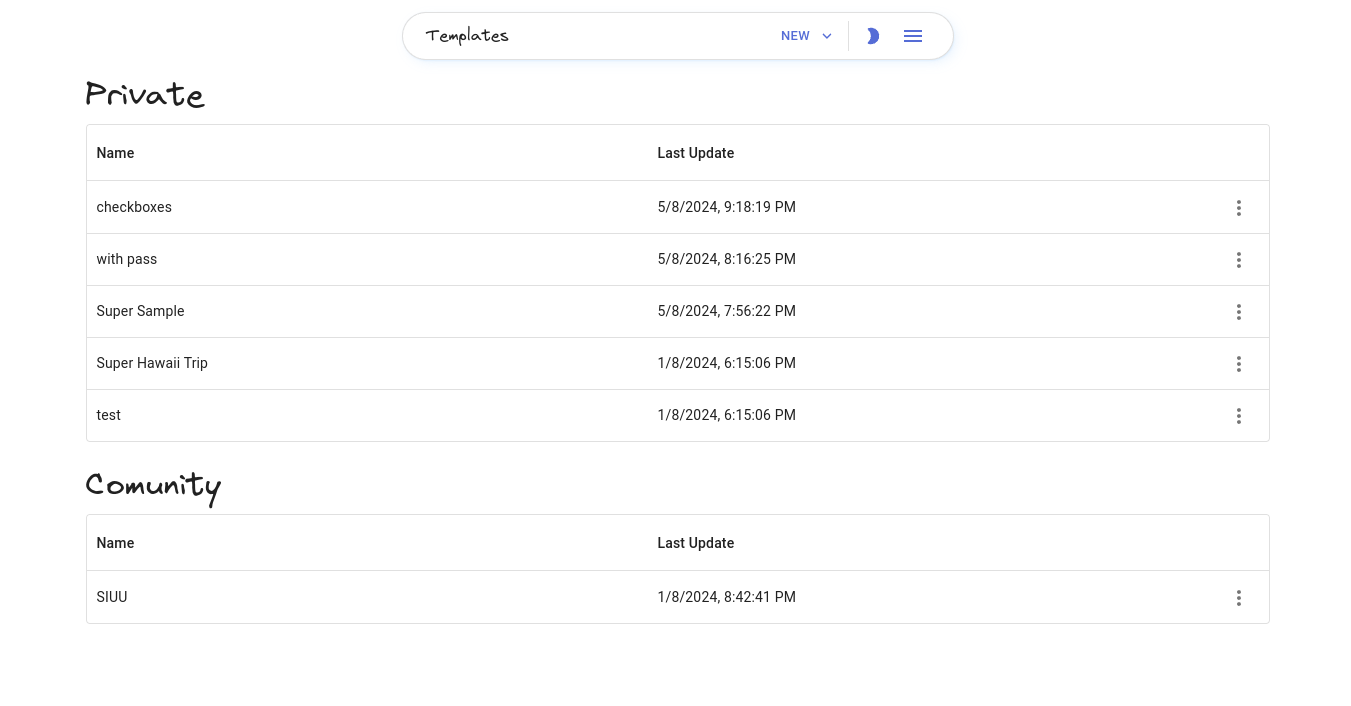 Templates NEW
Private
Name Last Update
checkboxes 5/8/2024, 9:18:19 PM
with pass 5/8/2024, 8:16:25 PM
Super Sample 5/8/2024, 7:56:22 PM
Super Hawaii Trip 1/8/2024, 6:15:06 PM
test 1/8/2024, 6:15:06 PM
Comunity
Name Last Update
SIUU 1/8/2024, 8:42:41 PM